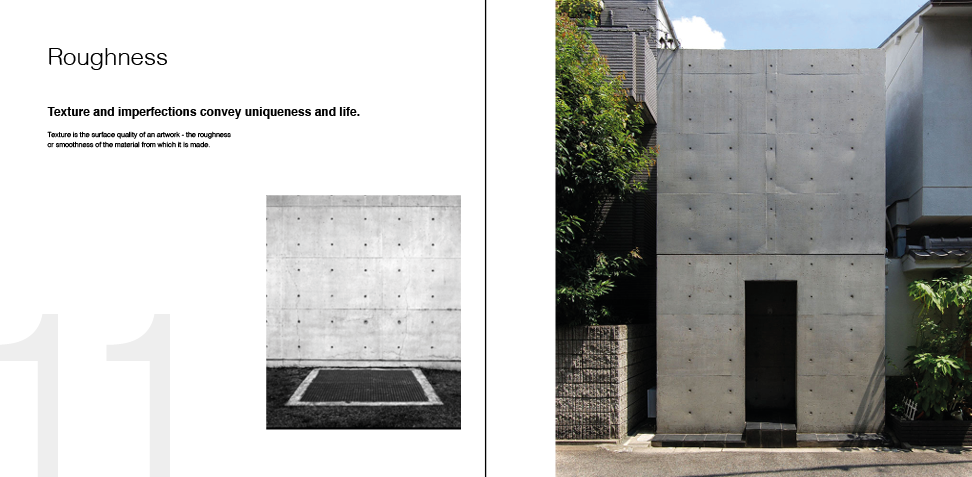 Roughness
Texture and imperfections convey uniqueness and life.
Texture is the surface quality of an artwork - the roughness
or smoothness of the material from which it is made.
11